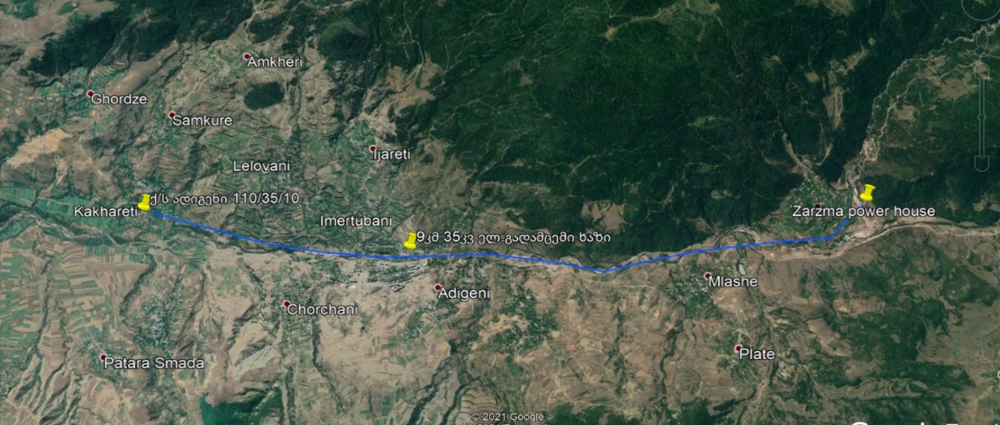 Amkheri
Ghordze
Samkure
Ijareti
Lelovani
ქ/ს ადიგენი 110/35/10
Kakhareti
Zarzma power house
Imertubani
9კმ 35კვ ელ.გადამცემი ხაზი
Mlashe
Adigeni
Chorchani
Plate
Patara Smada
© 2021 Google